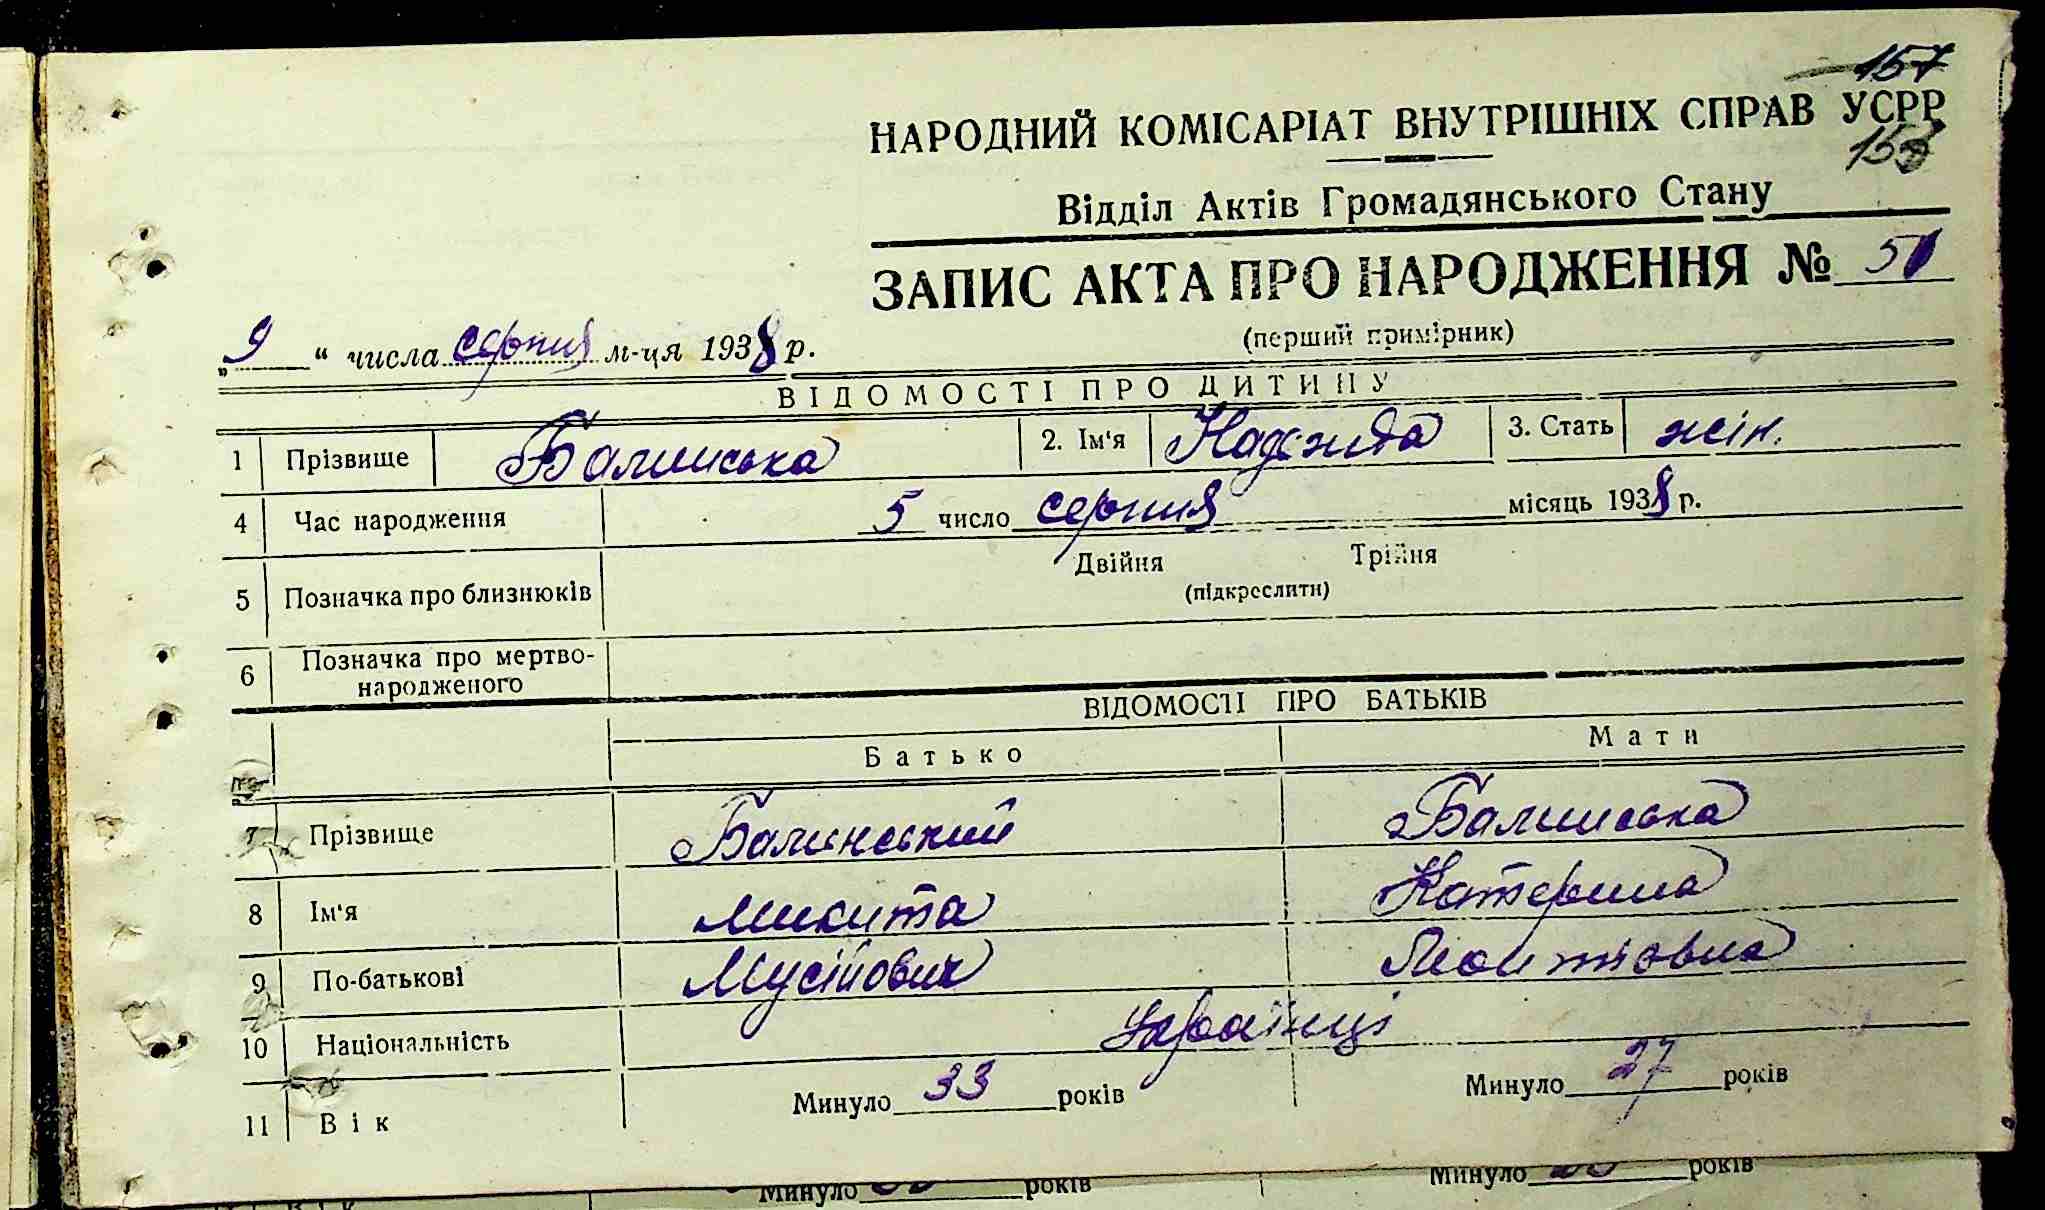 157
НАРОДНИЙ КОМІСАРІАТ ВНУТРІШНІХ СПРАВ УСРР
Відділ Актів Громадянського Стану
ЗАПИС АКТА ПРО НАРОДЖЕННЯ № 51
(перший примірник)
„ 9 “ числа серпня м-ця 1938 р.
ВІДОМОСТІ ПРО ДИТИНУ
1 Прізвище Балинська 2. Ім'я Надежда 3. Стать жін.
4 Час народження 5 число серпня місяць 1938 р.
5 Позначка про близнюків Двійня Трійня
(підкреслити)
6 Позначка про мертво-
народженого
ВІДОМОСТІ ПРО БАТЬКІВ
Батько Мати
7 Прізвище Балинський Балинська
8 Ім'я Микита Катерина
9 По-батькові Мусійович
10 Національність Українці
11 Вік Минуло 33 років Минуло 27 років
Минуло років Минуло років
Вік